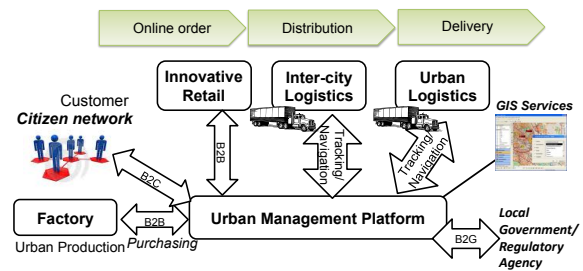 Online order
Distribution
Delivery
Innovative
Retail
Inter-city
Logistics
Urban
Logistics
Customer
Citizen network
GIS Services
B2B
Tracking/
Navigation
Tracking/
Navigation
B2C
Factory
B2B
Urban Management Platform
Urban Production
Purchasing
B2G
Local
Government/
Regulatory
Agency